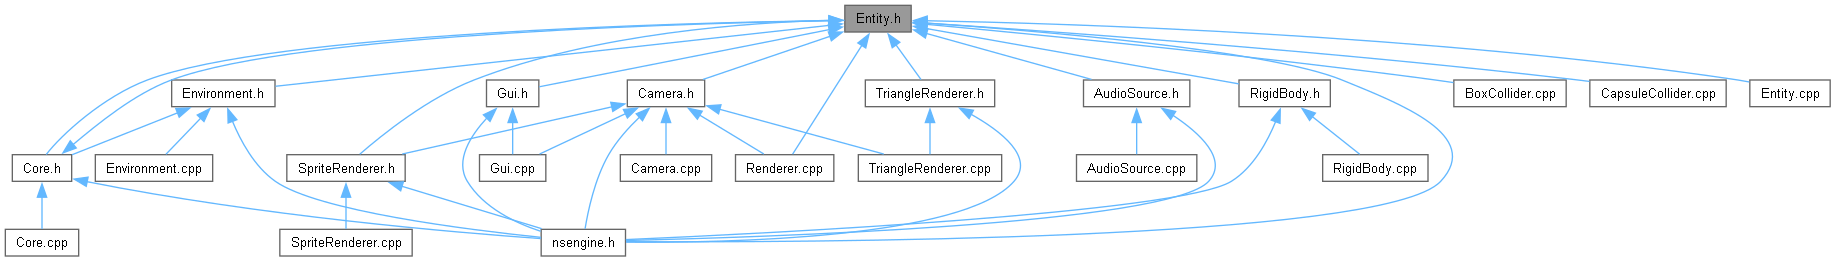 Entity.h
Environment.h
Gui.h
Camera.h
TriangleRenderer.h
AudioSource.h
RigidBody.h
BoxCollider.cpp
CapsuleCollider.cpp
Entity.cpp
Core.h
Environment.cpp
SpriteRenderer.h
Gui.cpp
Camera.cpp
Renderer.cpp
TriangleRenderer.cpp
AudioSource.cpp
RigidBody.cpp
Core.cpp
SpriteRenderer.cpp
nsengine.h